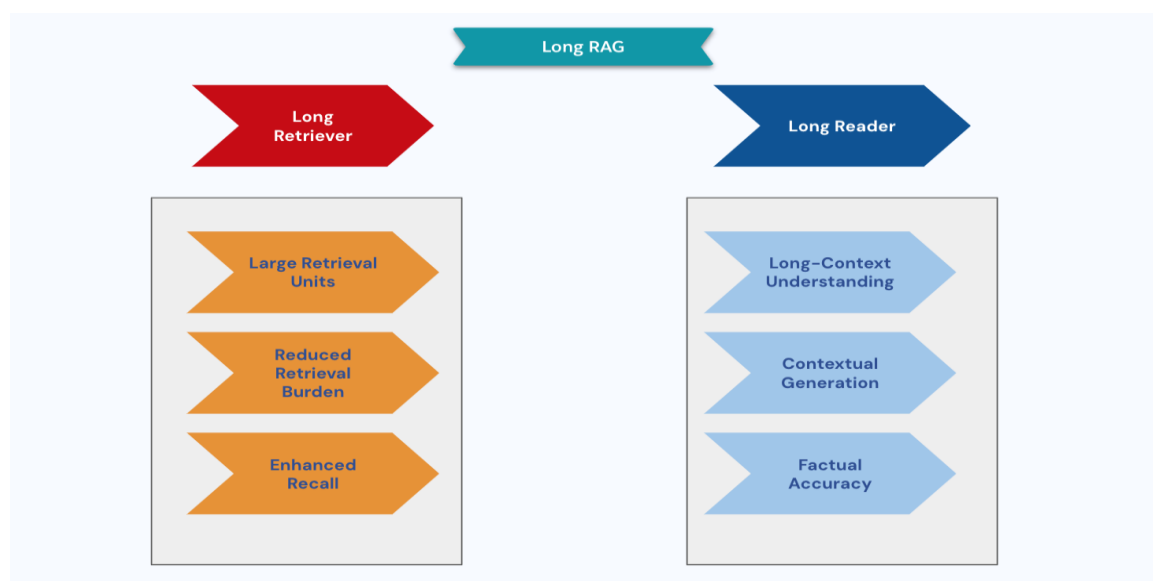 Long RAG
Long
Retriever
Long Reader
Large Retrieval
Units
Reduced
Retrieval
Burden
Enhanced
Recall
Long-Context
Understanding
Contextual
Generation
Factual
Accuracy